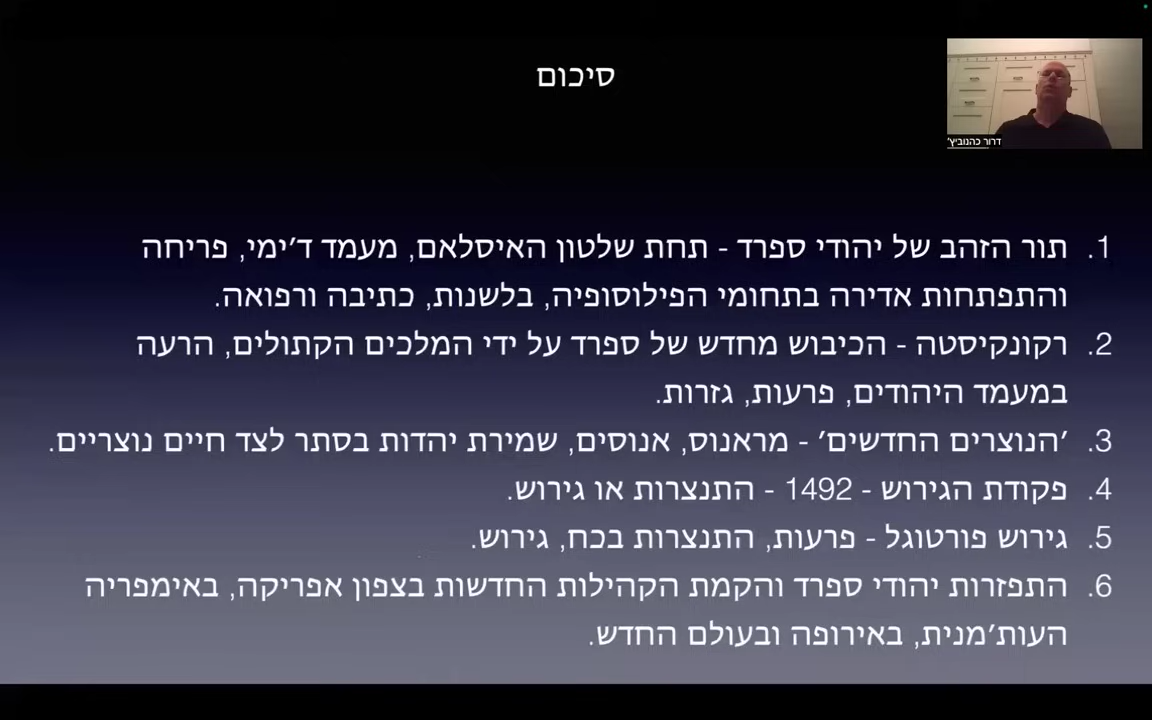 סיכום
דרור כהנוביץ'
1. תור הזהב של יהודי ספרד - תחת שלטון האיסלאם, מעמד ד'ימי, פריחה
והתפתחות אדירה בתחומי הפילוסופיה, בלשנות, כתיבה ורפואה.
2. רקונקיסטה - הכיבוש מחדש של ספרד על ידי המלכים הקתולים, הרעה
במעמד היהודים, פרעות, גזרות.
3. 'הנוצרים החדשים' - מראנוס, אנוסים, שמירת יהדות בסתר לצד חיים נוצריים.
4. פקודת הגירוש - 1492 - התנצרות או גירוש.
5. גירוש פורטוגל - פרעות, התנצרות בכח, גירוש.
6. התפזרות יהודי ספרד והקמת הקהילות החדשות בצפון אפריקה, באימפריה
העות'מנית, באירופה ובעולם החדש.